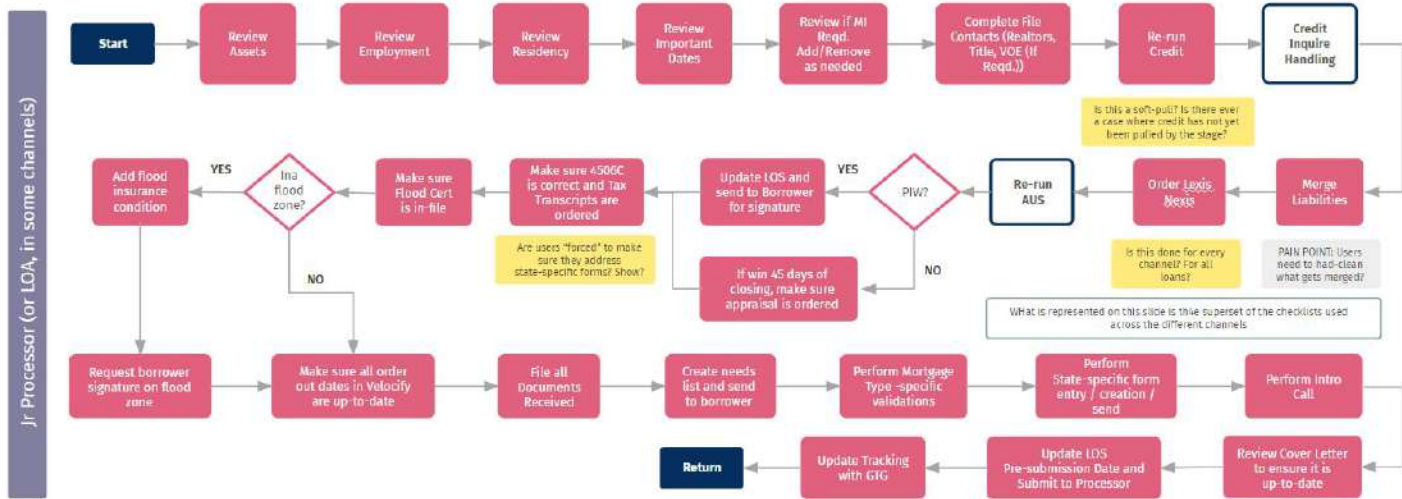 Jr Processor (or LOA, in some channels)
Start
Review
Assets
Review
Employment
Review
Residency
Review
Important
Dates
Review if MI
Reqd.
Add/Remove
as needed
Complete File
Contacts (Realtors,
Title, VOE (If
Reqd.))
Re-run
Credit
Credit
Inquire
Handling
Is this a soft-pull? Is there ever
a case where credit has not yet
been pulled by the stage?
Add flood
insurance
condition
YES
Ina
flood
zone?
Make sure
Flood Cert
is in-file
Make sure 4506C
is correct and Tax
Transcripts are
ordered
Update LOS and
send to Borrower
for signature
YES
PIW?
Re-run
AUS
Order Lexis
Nexis
Merge
Liabilities
Are users "forced" to make
sure they address
state-specific forms? Show?
NO
If win 45 days of
closing, make sure
appraisal is ordered
NO
Is this done for every
channel? For all
loans?
PAIN POINT: Users
need to had-clean
what gets merged?
WHat is represented on this slide is thke superset of the checklists used
across the different channels
Request borrower
signature on flood
zone
Make sure all order
out dates in Velocify
are up-to-date
File all
Documents
Received
Create needs
list and send
to borrower
Perform Mortgage
Type -specific
validations
Perform
State-specific form
entry / creation /
send
Perform Intro
Call
Return
Update Tracking
with GTG
Update LOS
Pre-submission Date and
Submit to Processor
Review Cover Letter
to ensure it is
up-to-date